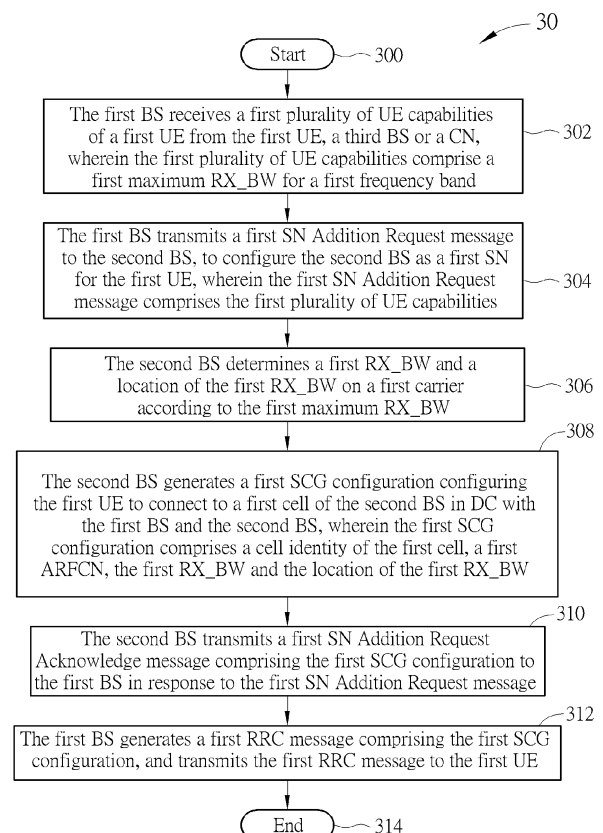 30
Start
300
The first BS receives a first plurality of UE capabilities
of a first UE from the first UE, a third BS or a CN,
wherein the first plurality of UE capabilities comprise a
first maximum RX_BW for a first frequency band
302
The first BS transmits a first SN Addition Request message
to the second BS, to configure the second BS as a first SN
for the first UE, wherein the first SN Addition Request
message comprises the first plurality of UE capabilities
304
The second BS determines a first RX_BW and a
location of the first RX_BW on a first carrier
according to the first maximum RX_BW
306
308
The second BS generates a first SCG configuration configuring
the first UE to connect to a first cell of the second BS in DC with
the first BS and the second BS, wherein the first SCG
configuration comprises a cell identity of the first cell, a first
ARFCN, the first RX_BW and the location of the first RX_BW
310
The second BS transmits a first SN Addition Request
Acknowledge message comprising the first SCG configuration to
the first BS in response to the first SN Addition Request message
312
The first BS generates a first RRC message comprising the first SCG
configuration, and transmits the first RRC message to the first UE
End
314